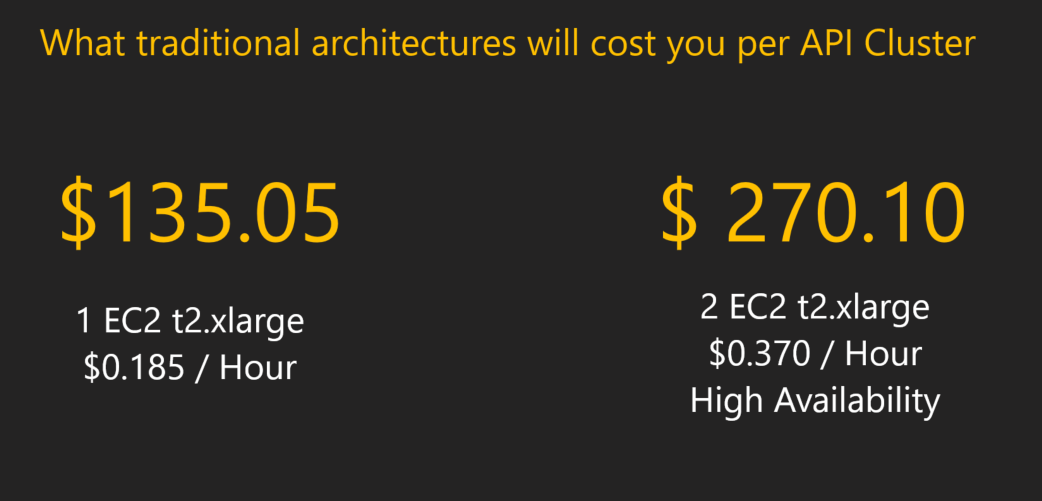 What traditional architectures will cost you per API Cluster
$135.05
1 EC2 t2.xlarge
$0.185 / Hour
$ 270.10
2 EC2 t2.xlarge
$0.370 / Hour
High Availability